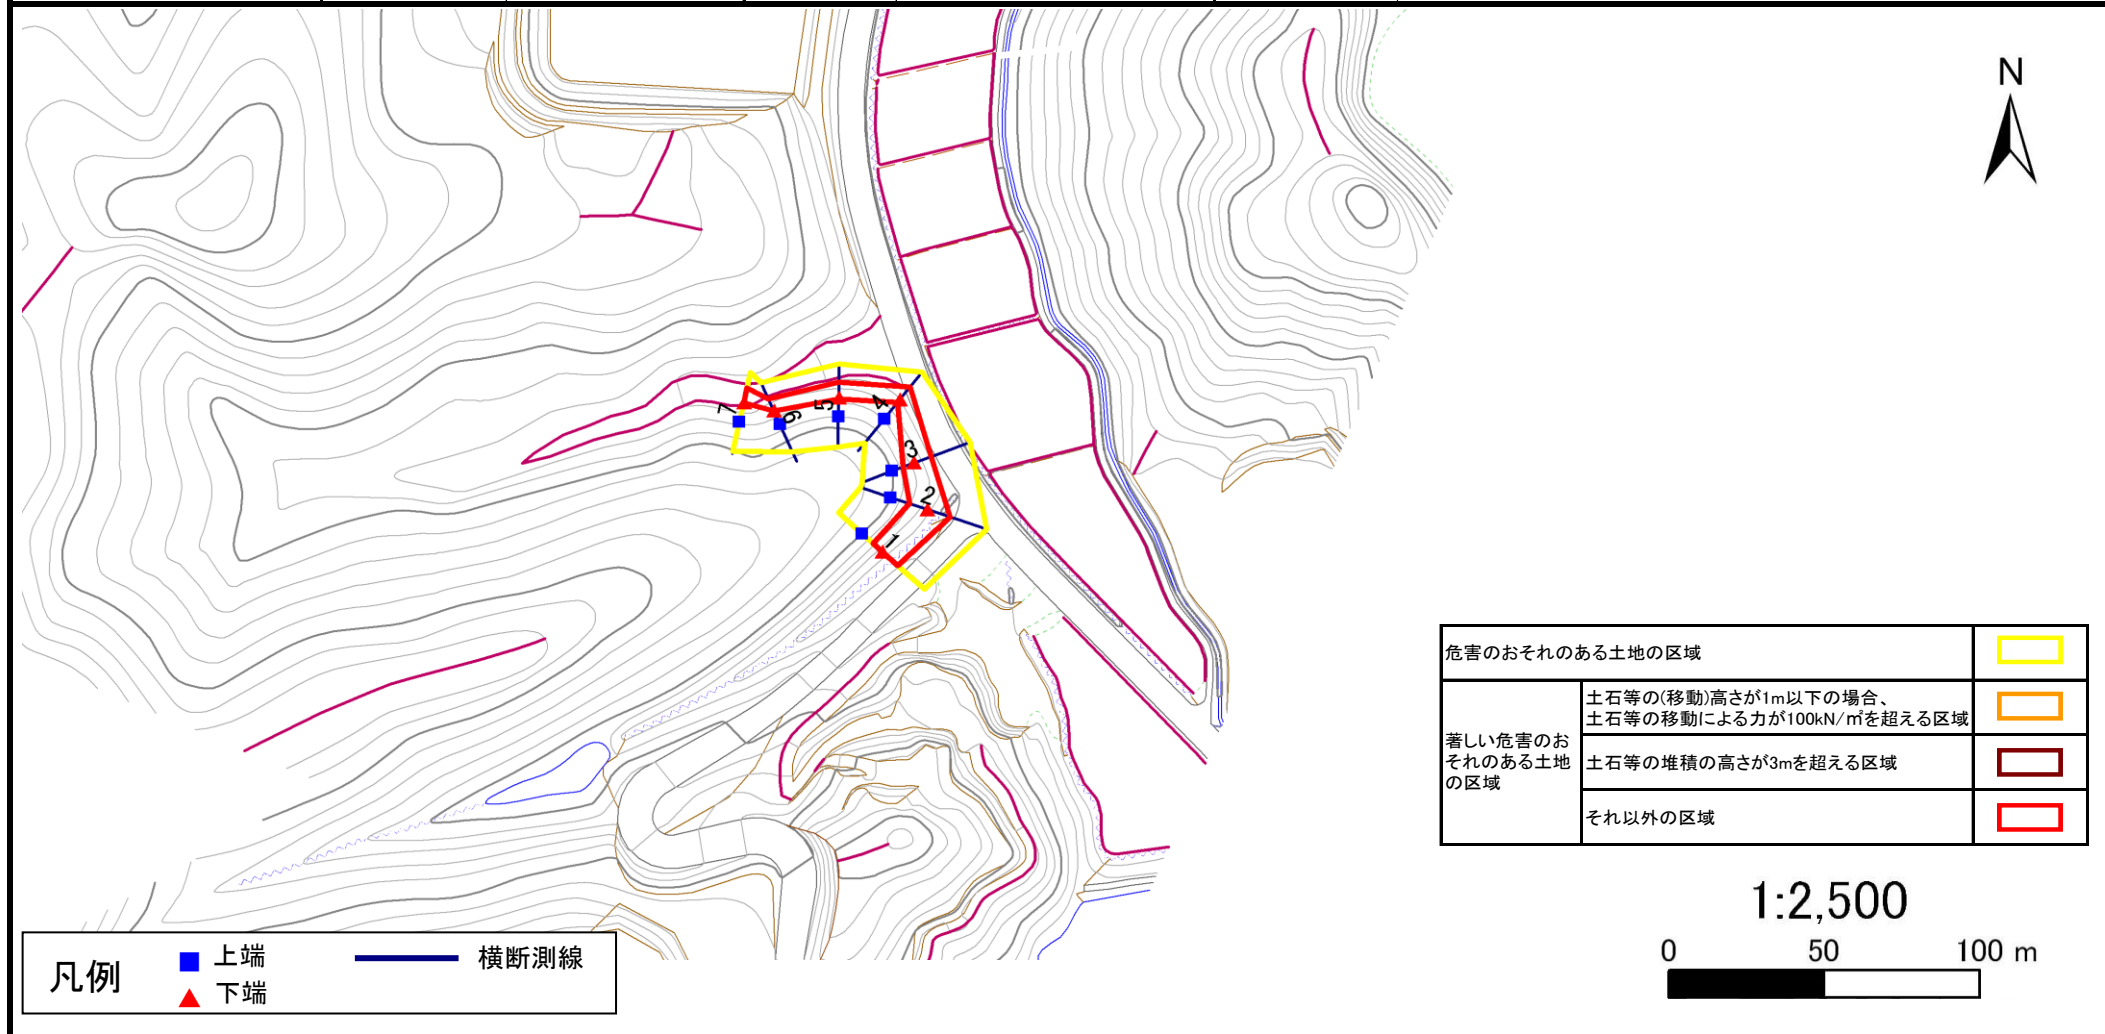 N
7
6
5
4
3
2
1
危害のおそれのある土地の区域
著しい危害のお
それのある土地
の区域
土石等の(移動)高さが1m以下の場合、
土石等の移動による力が100kN/㎡を超える区域
土石等の堆積の高さが3mを超える区域
それ以外の区域
1:2,500
0 50 100 m
凡例
上端
下端
横断測線